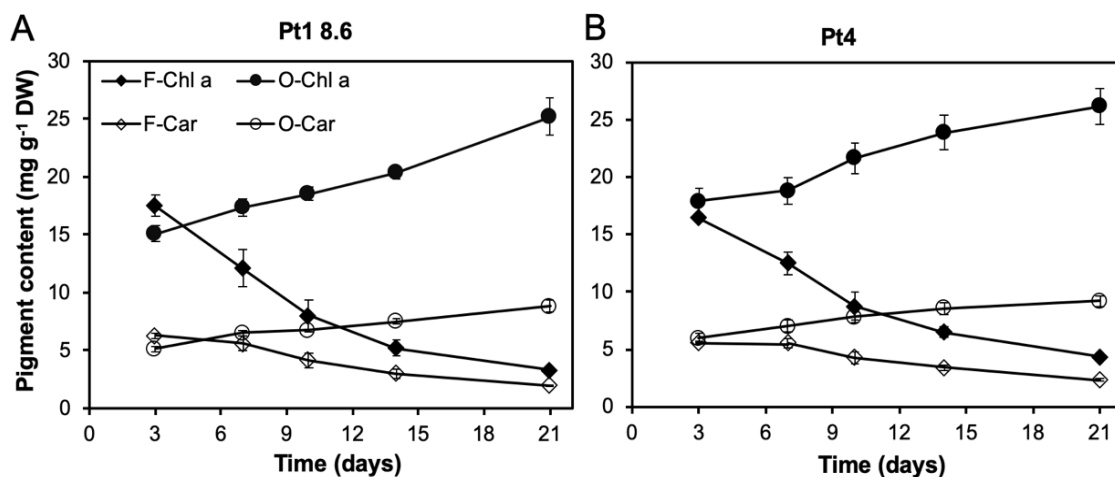 A
Pt1 8.6
30
25
20
15
10
5
0
Pigment content (mg g⁻¹ DW)
F-Chl a
O-Chl a
F-Car
O-Car
0 3 6 9 12 15 18 21
Time (days)
B
Pt4
30
25
20
15
10
5
0
0 3 6 9 12 15 18 21
Time (days)